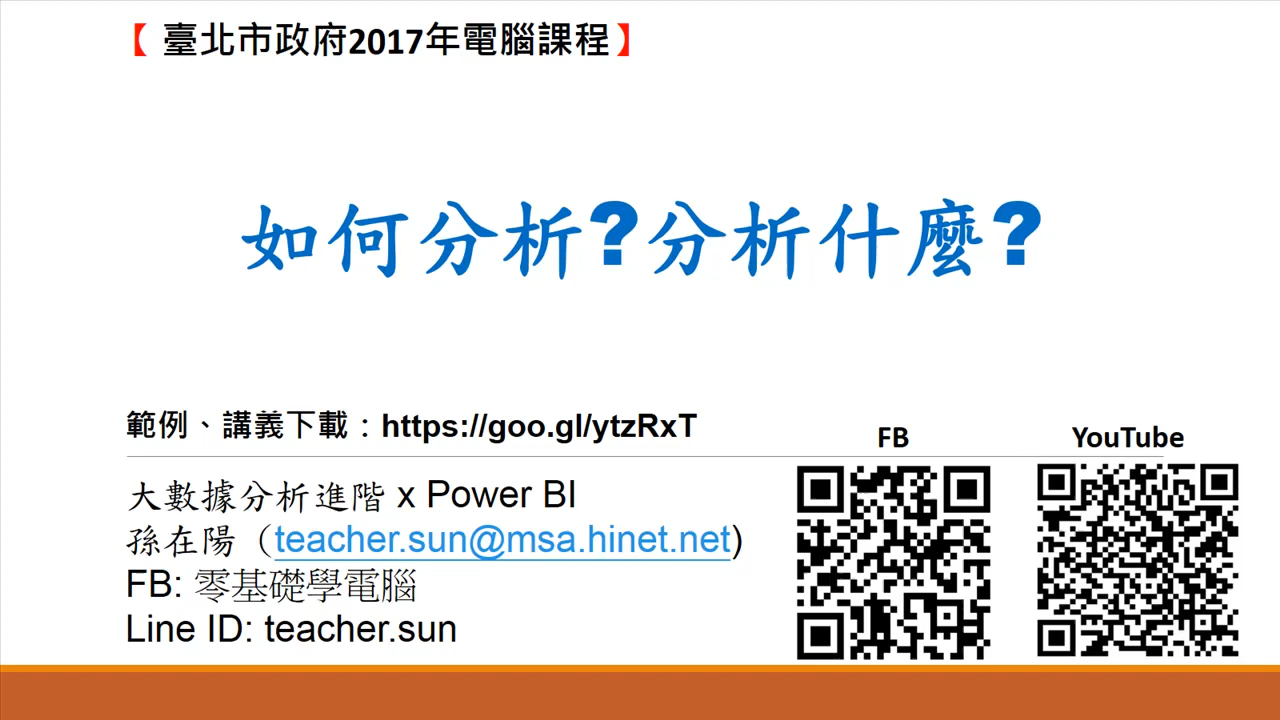 【 臺北市政府2017年電腦課程】
如何分析?分析什麼?
範例、講義下載：https://goo.gl/ytzRxT
FB
YouTube
大數據分析進階 x Power BI
孫在陽（teacher.sun@msa.hinet.net)
FB: 零基礎學電腦
Line ID: teacher.sun